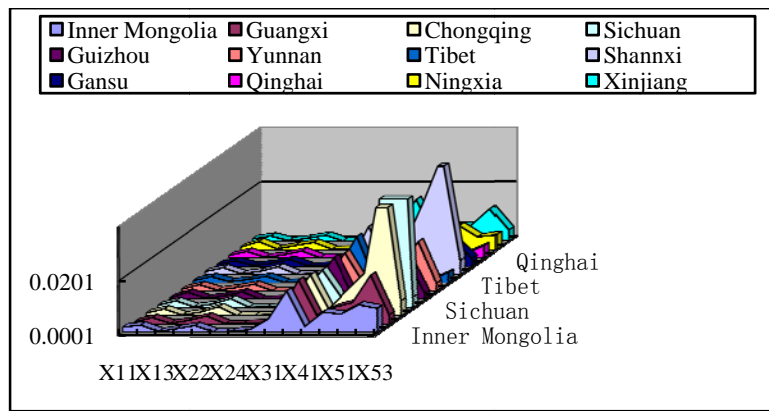 Inner Mongolia Guangxi Chongqing Sichuan
Guizhou Yunnan Tibet Shannxi
Gansu Qinghai Ningxia Xinjiang
Qinghai
Tibet
0.0201
Sichuan
0.0001
Inner Mongolia
X11X13X22X24X31X41X51X53